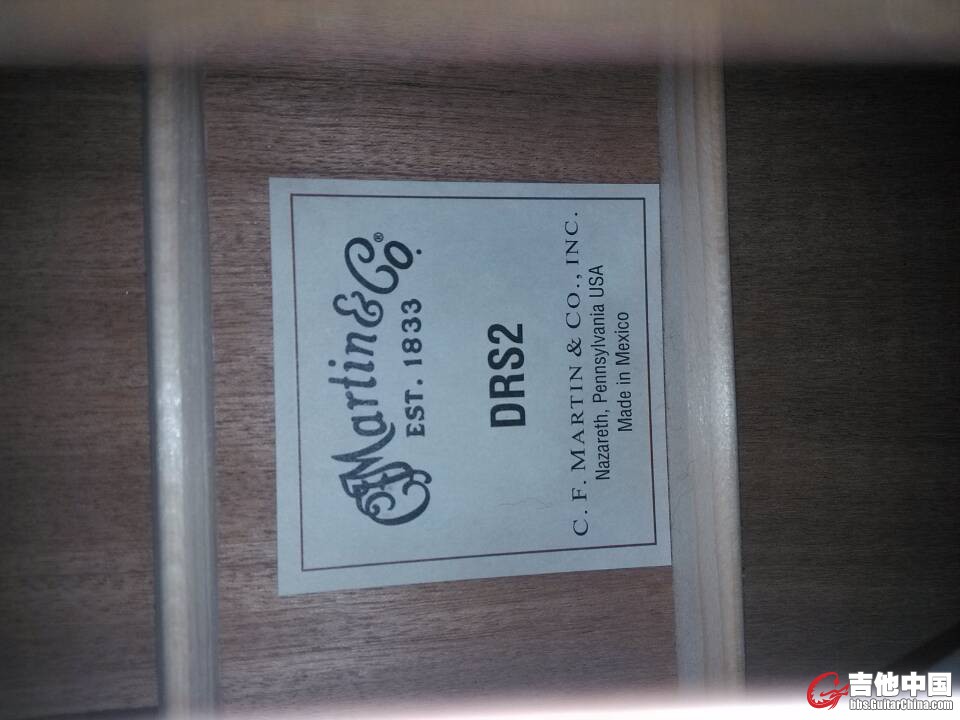 Martin & Co.®
EST. 1833
DRS2
C. F. MARTIN & CO., INC.
Nazareth, Pennsylvania USA
Made in Mexico
吉他中国
bbs.GuitarChina.com